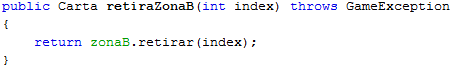 public Carta retiraZonaB(int index) throws GameException
{
    return zonaB.retirar(index);
}